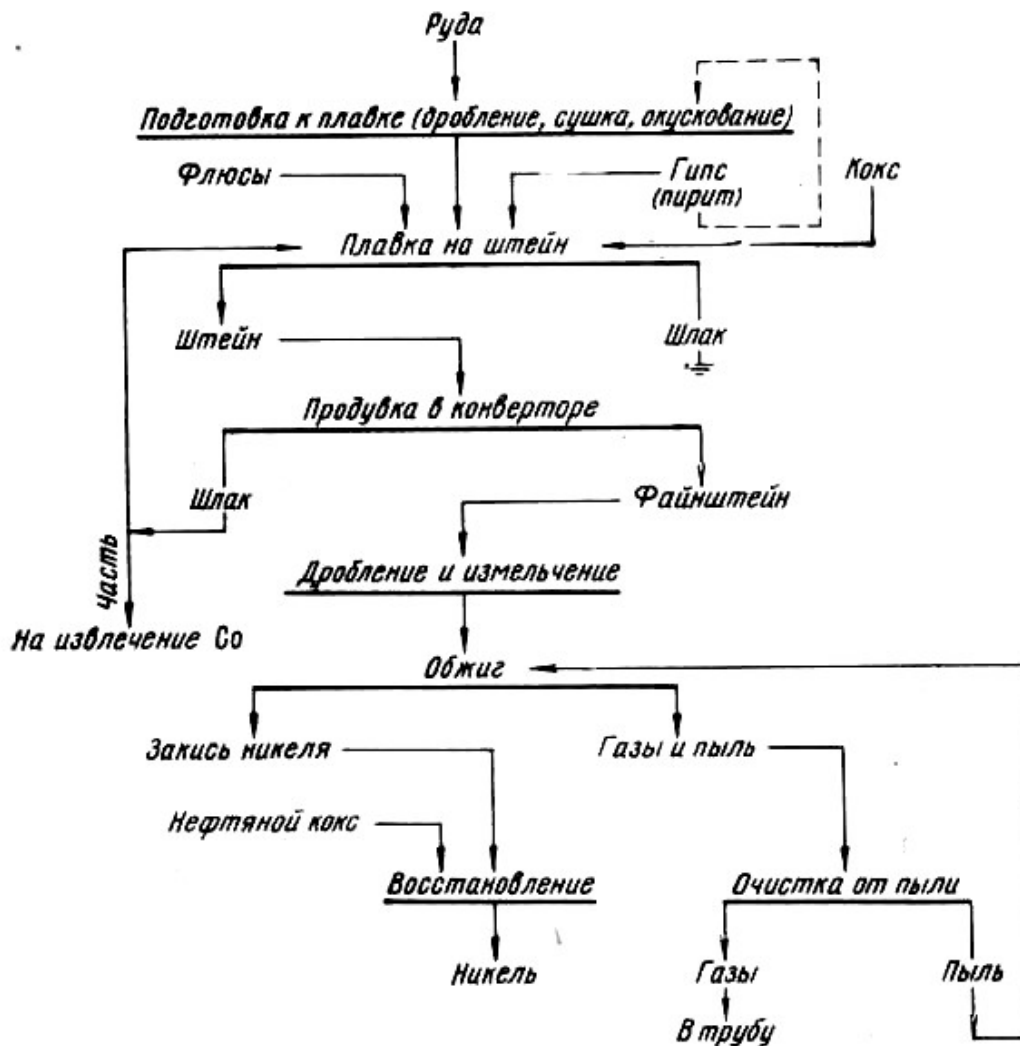 Руда
Подготовка к плавке (дробление, сушка, окускование)
Флюсы
Гипс
(пирит)
Кокс
Плавка на штейн
Штейн
Шлак
Продувка в конверторе
Шлак
Файнштейн
Часть
Дробление и измельчение
На извлечение Со
Обжиг
Закись никеля
Газы и пыль
Нефтяной кокс
Восстановление
Очистка от пыли
Никель
Газы
Пыль
В трубу